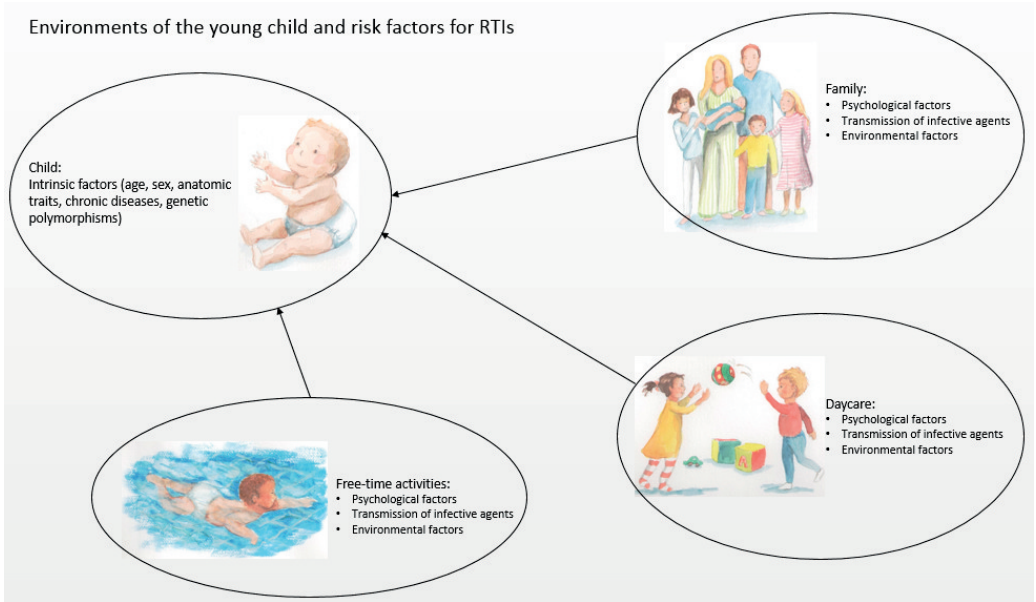 Environments of the young child and risk factors for RTIs
Child:
Intrinsic factors (age, sex, anatomic
traits, chronic diseases, genetic
polymorphisms)
Family:
• Psychological factors
• Transmission of infective agents
• Environmental factors
Daycare:
• Psychological factors
• Transmission of infective agents
• Environmental factors
Free-time activities:
• Psychological factors
• Transmission of infective agents
• Environmental factors